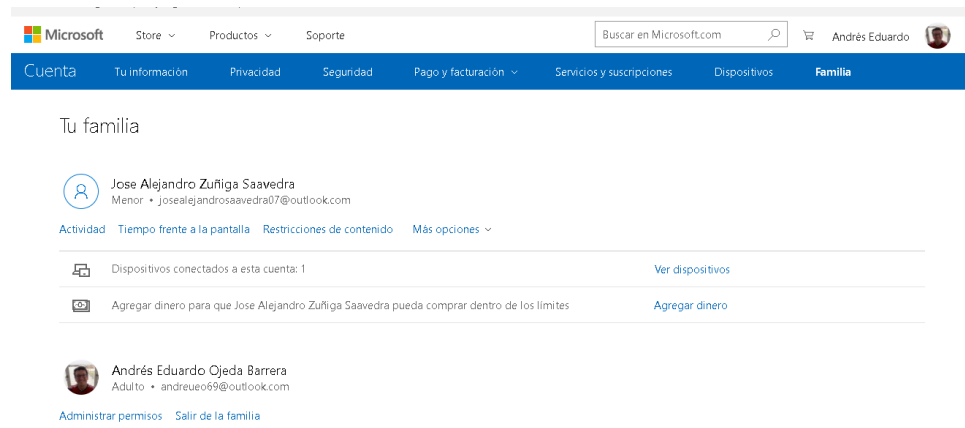 Microsoft Store Productos Soporte Buscar en Microsoft.com Andrés Eduardo
Cuenta Tu información Privacidad Seguridad Pago y facturación Servicios y suscripciones Dispositivos Familia
Tu familia
Jose Alejandro Zuñiga Saavedra
Menor • josealejandrosaavedra07@outlook.com
Actividad Tiempo frente a la pantalla Restricciones de contenido Más opciones
Dispositivos conectados a esta cuenta: 1 Ver dispositivos
Agregar dinero para que Jose Alejandro Zuñiga Saavedra pueda comprar dentro de los límites Agregar dinero
Andrés Eduardo Ojeda Barrera
Adulto • andreueo69@outlook.com
Administrar permisos Salir de la familia